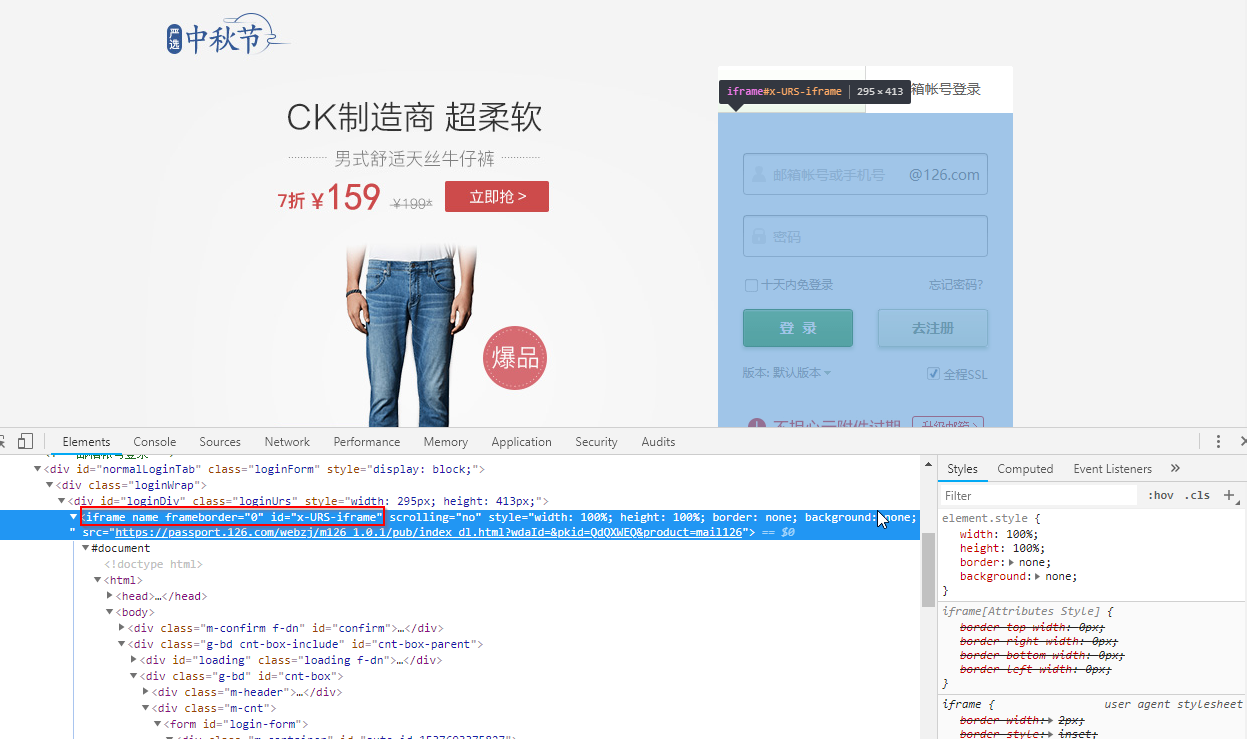 严选 中秋节
iframe#x-URS-iframe 295 × 413
箱帐号登录
CK制造商 超柔软
男式舒适天丝牛仔裤
7折 ¥159 ¥199* 立即抢 >
邮箱帐号或手机号 @126.com
密码
十天内免登录 忘记密码?
登 录 去注册
爆品
版本: 默认版本 全程SSL
Elements Console Sources Network Performance Memory Application Security Audits
<div id="normalLoginTab" class="loginForm" style="display: block;">
<div class="loginWrap">
<div id="loginDiv" class="loginUrs" style="width: 295px; height: 413px;">
<iframe name frameborder="0" id="x-URS-iframe" scrolling="no" style="width: 100%; height: 100%; border: none; background: none;
" src="https://passport.126.com/webzj/m126_1.0.1/pub/index_dl.html?wdaId=&pkid=QdQXWEQ&product=mail126"> == $0
#document
<!doctype html>
<html>
<head>…</head>
<body>
<div class="m-confirm f-dn" id="confirm">…</div>
<div class="g-bd cnt-box-include" id="cnt-box-parent">
<div id="loading" class="loading f-dn">…</div>
<div class="g-bd" id="cnt-box">
<div class="m-header">…</div>
<div class="m-cnt">
<form id="login-form">
Styles Computed Event Listeners »
Filter :hov .cls +
element.style {
width: 100%;
height: 100%;
border: none;
background: none;
}
iframe[Attributes Style] {
border-top-width: 0px;
border-right-width: 0px;
border-bottom-width: 0px;
border-left-width: 0px;
}
iframe { user agent stylesheet
border-width: 2px;
border-style: inset;